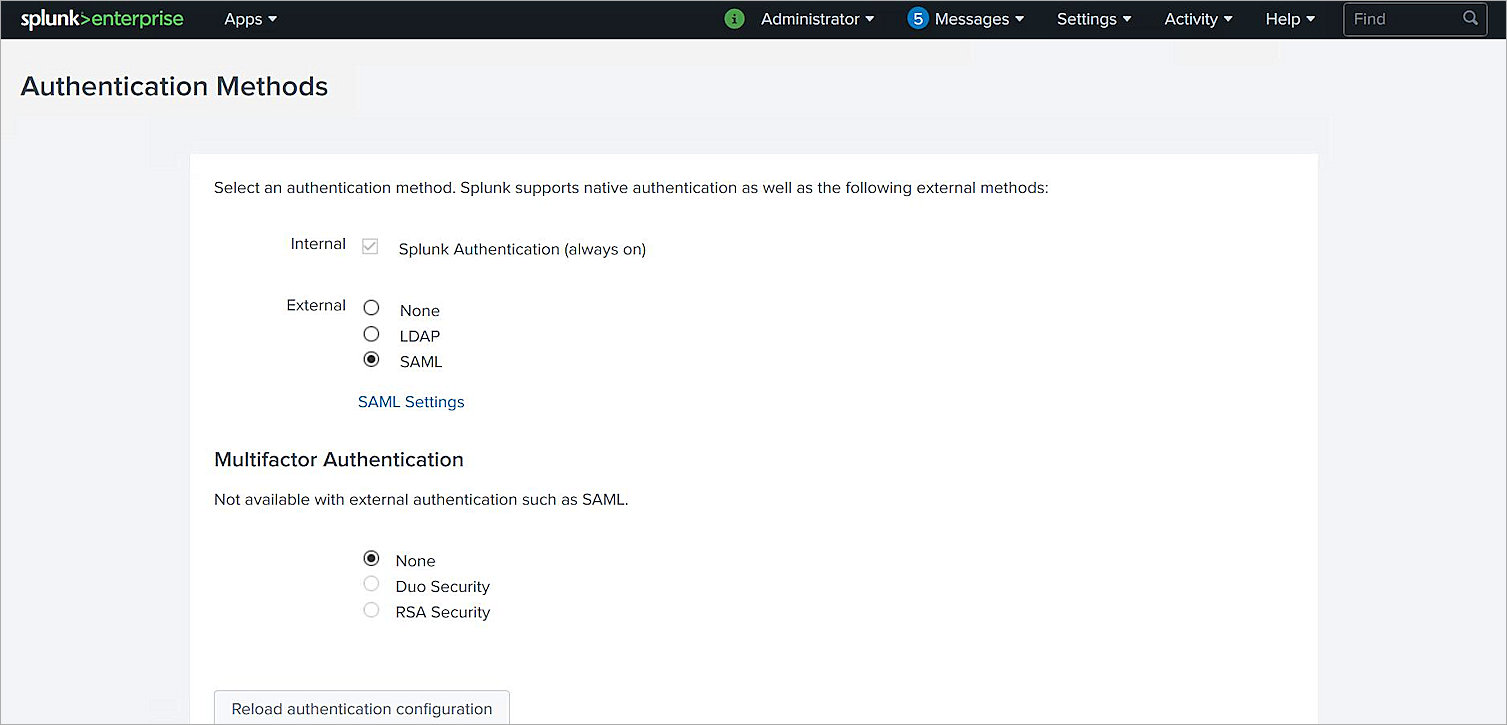 splunk>enterprise Apps i Administrator 5 Messages Settings Activity Help Find
Authentication Methods
Select an authentication method. Splunk supports native authentication as well as the following external methods:
Internal Splunk Authentication (always on)
External None
LDAP
SAML
SAML Settings
Multifactor Authentication
Not available with external authentication such as SAML.
None
Duo Security
RSA Security
Reload authentication configuration